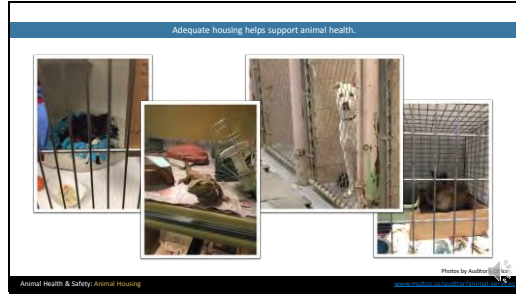 Adequate housing helps support animal health.
Photos by Auditor's Office
Animal Health & Safety: Animal Housing
www.multco.us/auditor/animal-services